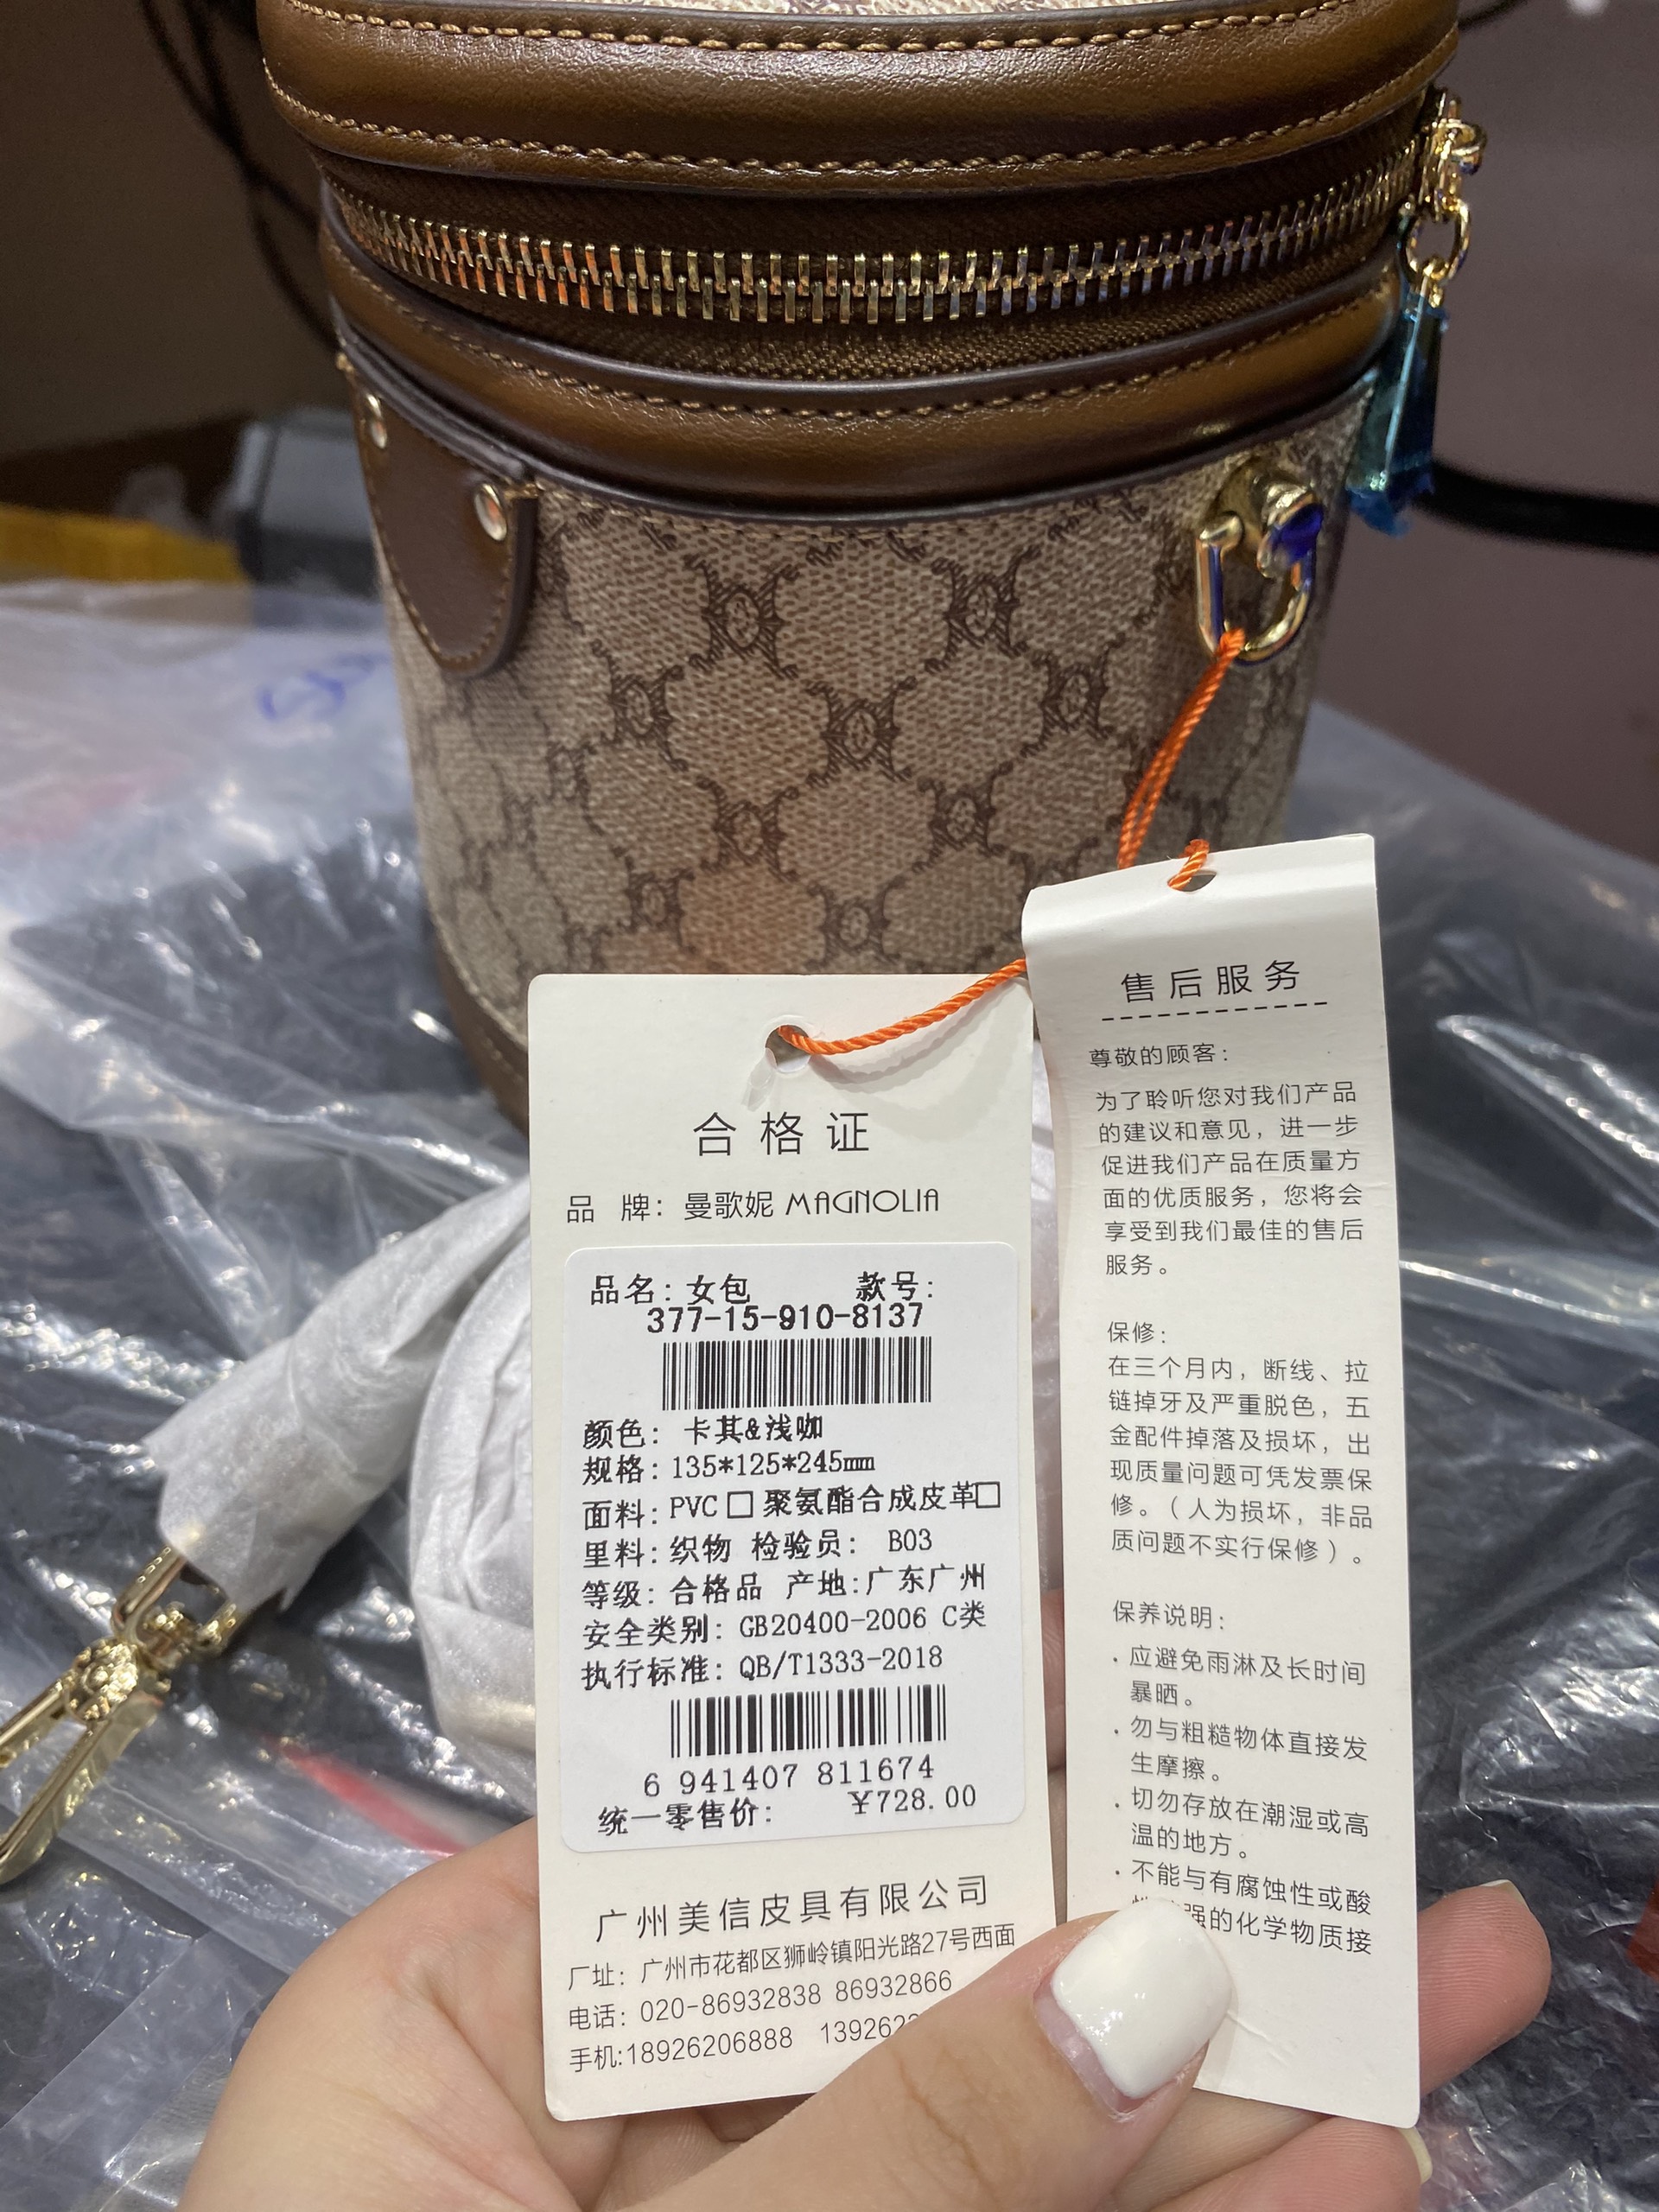 合格证
品 牌：曼歌妮 MAGNOLIA
品名：女包 款号：
377-15-910-8137
颜色：卡其&浅咖
规格：135*125*245mm
面料：PVC□ 聚氨酯合成皮革□
里料：织物 检验员： B03
等级：合格品 产地：广东广州
安全类别：GB20400-2006 C类
执行标准：QB/T1333-2018
6 941407 811674
统一零售价： ¥728.00
广州美信皮具有限公司
厂址：广州市花都区狮岭镇阳光路27号西面
电话：020-86932838 86932866
手机:18926206888
售后服务
尊敬的顾客：
为了聆听您对我们产品
的建议和意见，进一步
促进我们产品在质量方
面的优质服务，您将会
享受到我们最佳的售后
服务。
保修：
在三个月内，断线、拉
链掉牙及严重脱色，五
金配件掉落及损坏，出
现质量问题可凭发票保
修。（人为损坏，非品
质问题不实行保修）。
保养说明：
·应避免雨淋及长时间
暴晒。
·勿与粗糙物体直接发
生摩擦。
·切勿存放在潮湿或高
温的地方。
·不能与有腐蚀性或酸
强的化学物质接